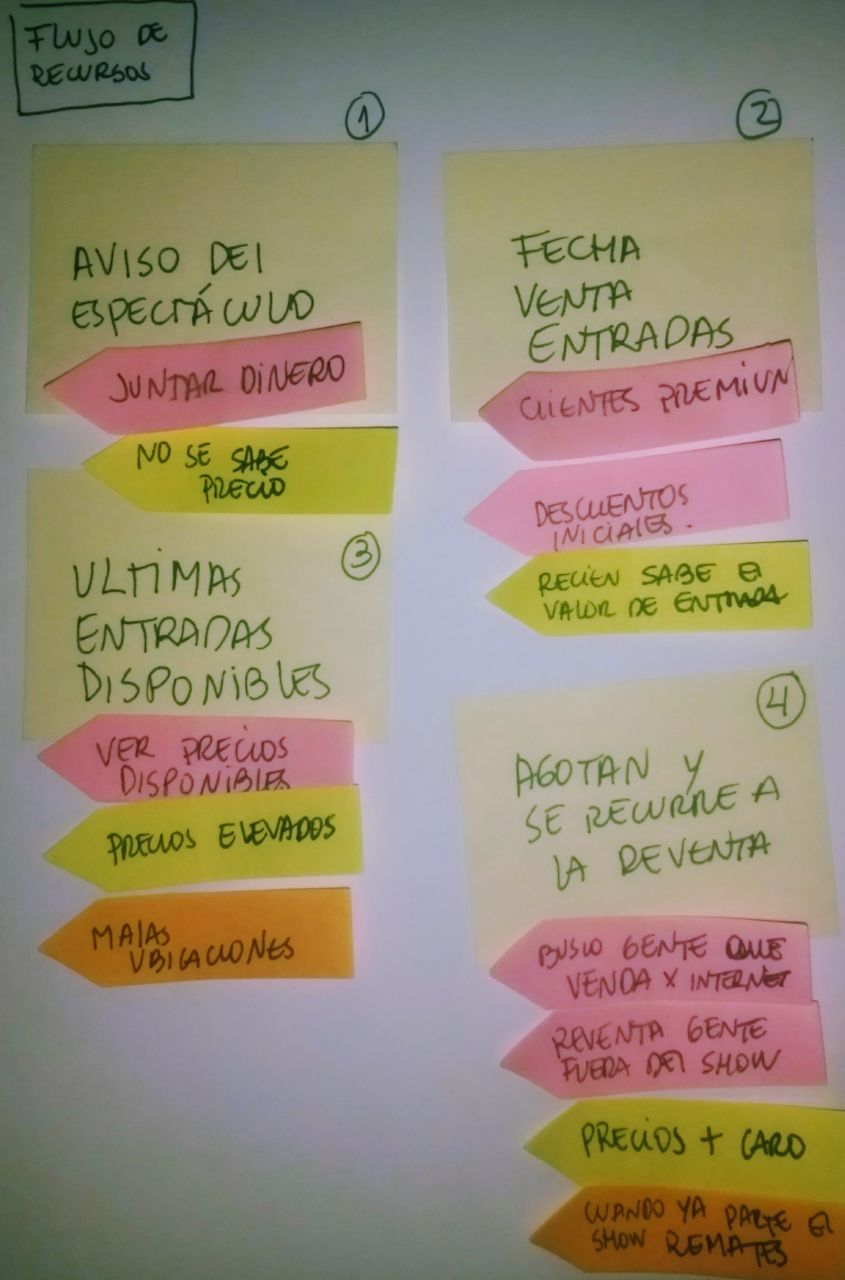 FLUJO DE
RECURSOS
1
AVISO DEl
ESPECTÁCULO
JUNTAR DINERO
NO SE SABE
PRECIO
2
FECHA
VENTA
ENTRADAS
CLIENTES PREMIUN
DESCUENTOS
INICIALES.
RECIEN SABE El
VALOR DE ENTRADA
3
ULTIMAS
ENTRADAS
DISPONIBLES
VER PRECIOS
DISPONIBLES
PRECIOS ELEVADOS
MALAS
UBICACIONES
4
AGOTAN Y
SE RECURRE A
LA REVENTA
BUSCO GENTE QUE
VENDA X INTERNET
REVENTA GENTE
FUERA DEl SHOW
PRECIOS + CARO
CUANDO YA PARTE El
SHOW REMATES